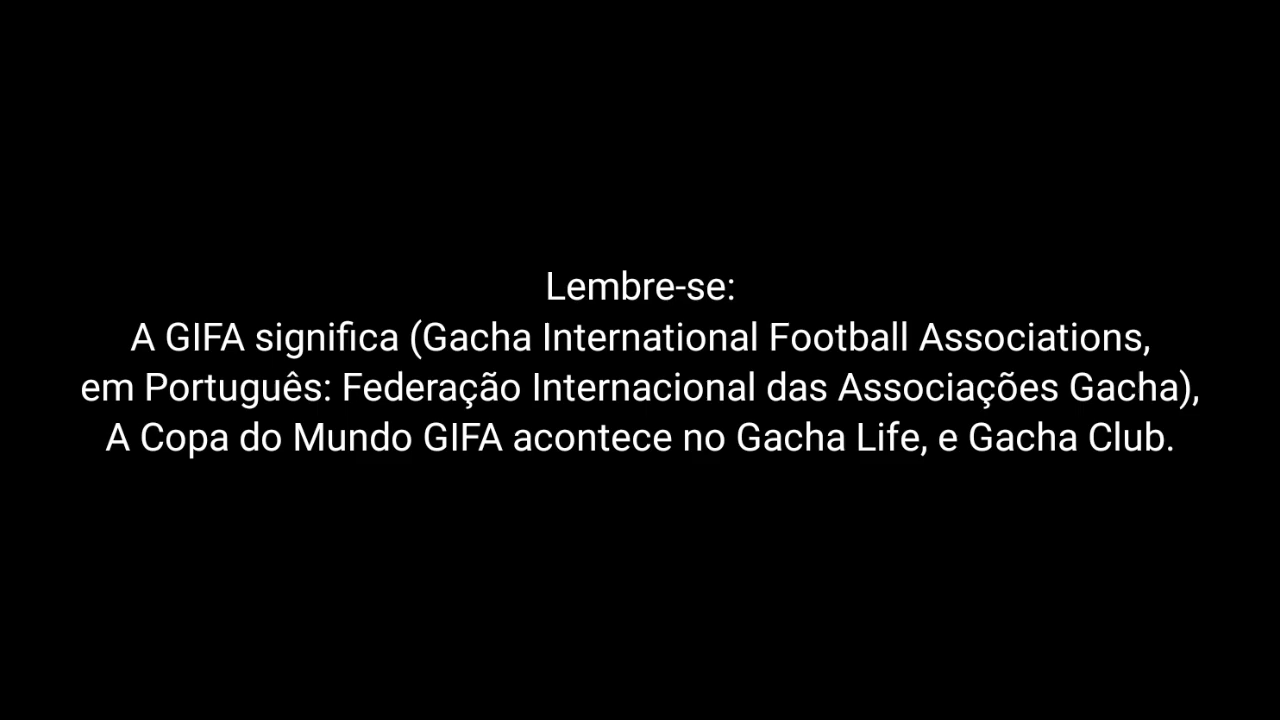 Lembre-se:
A GIFA significa (Gacha International Football Associations,
em Português: Federação Internacional das Associações Gacha),
A Copa do Mundo GIFA acontece no Gacha Life, e Gacha Club.